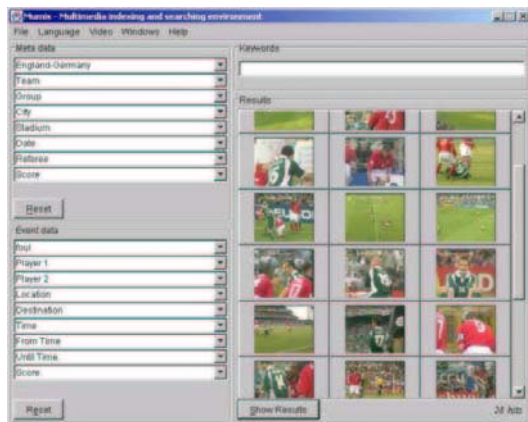 Mumis - Multimedia indexing and searching environment
File Language Video Windows Help
Meta data
England-Germany
Team
Group
City
Stadium
Date
Referee
Score
Reset
Event data
foul
Player 1
Player 2
Location
Destination
Time
From Time
Until Time
Score
Reset
Keywords
Results
Show Results
28 hits